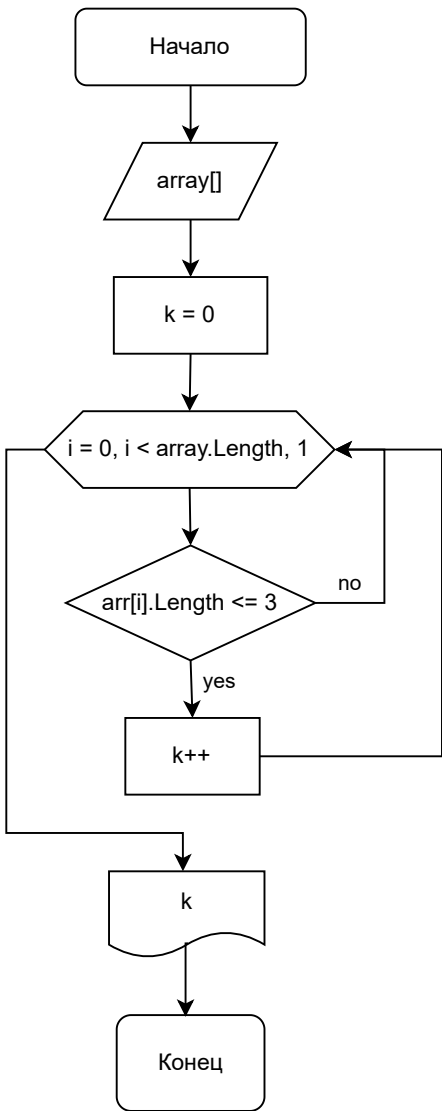 Начало
array[]
k = 0
i = 0, i < array.Length, 1
arr[i].Length <= 3
no
yes
k++
k
Конец